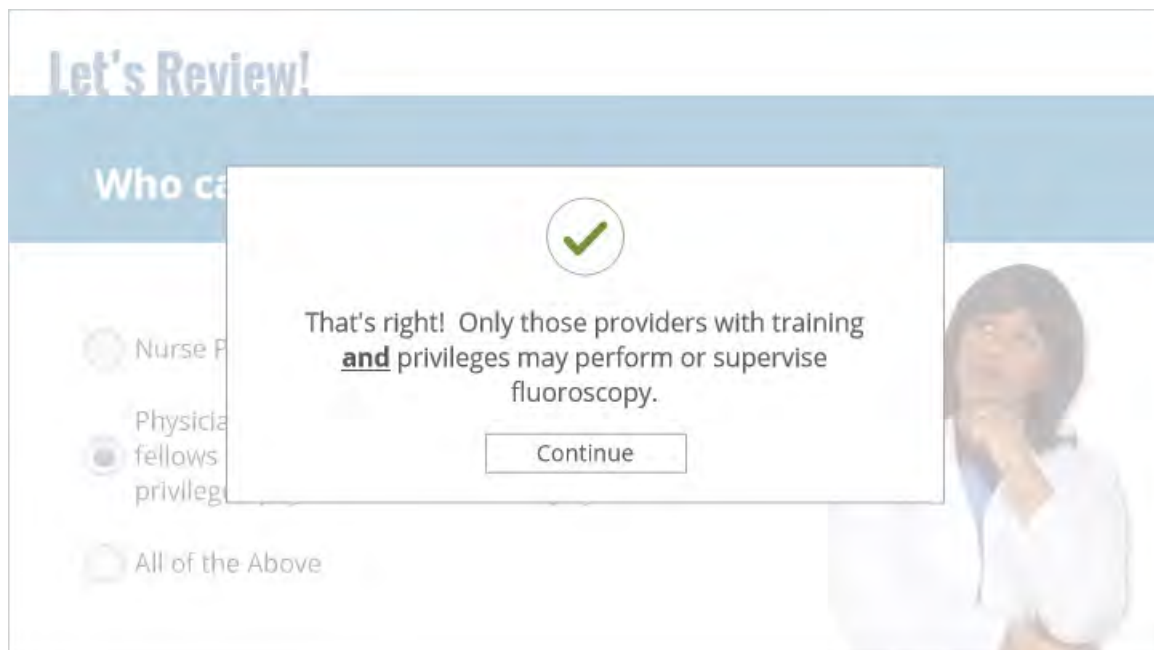 Let's Review!
Who ca
That's right! Only those providers with training
and privileges may perform or supervise
fluoroscopy.
Continue
Nurse P
Physicia
fellows
privileg
All of the Above